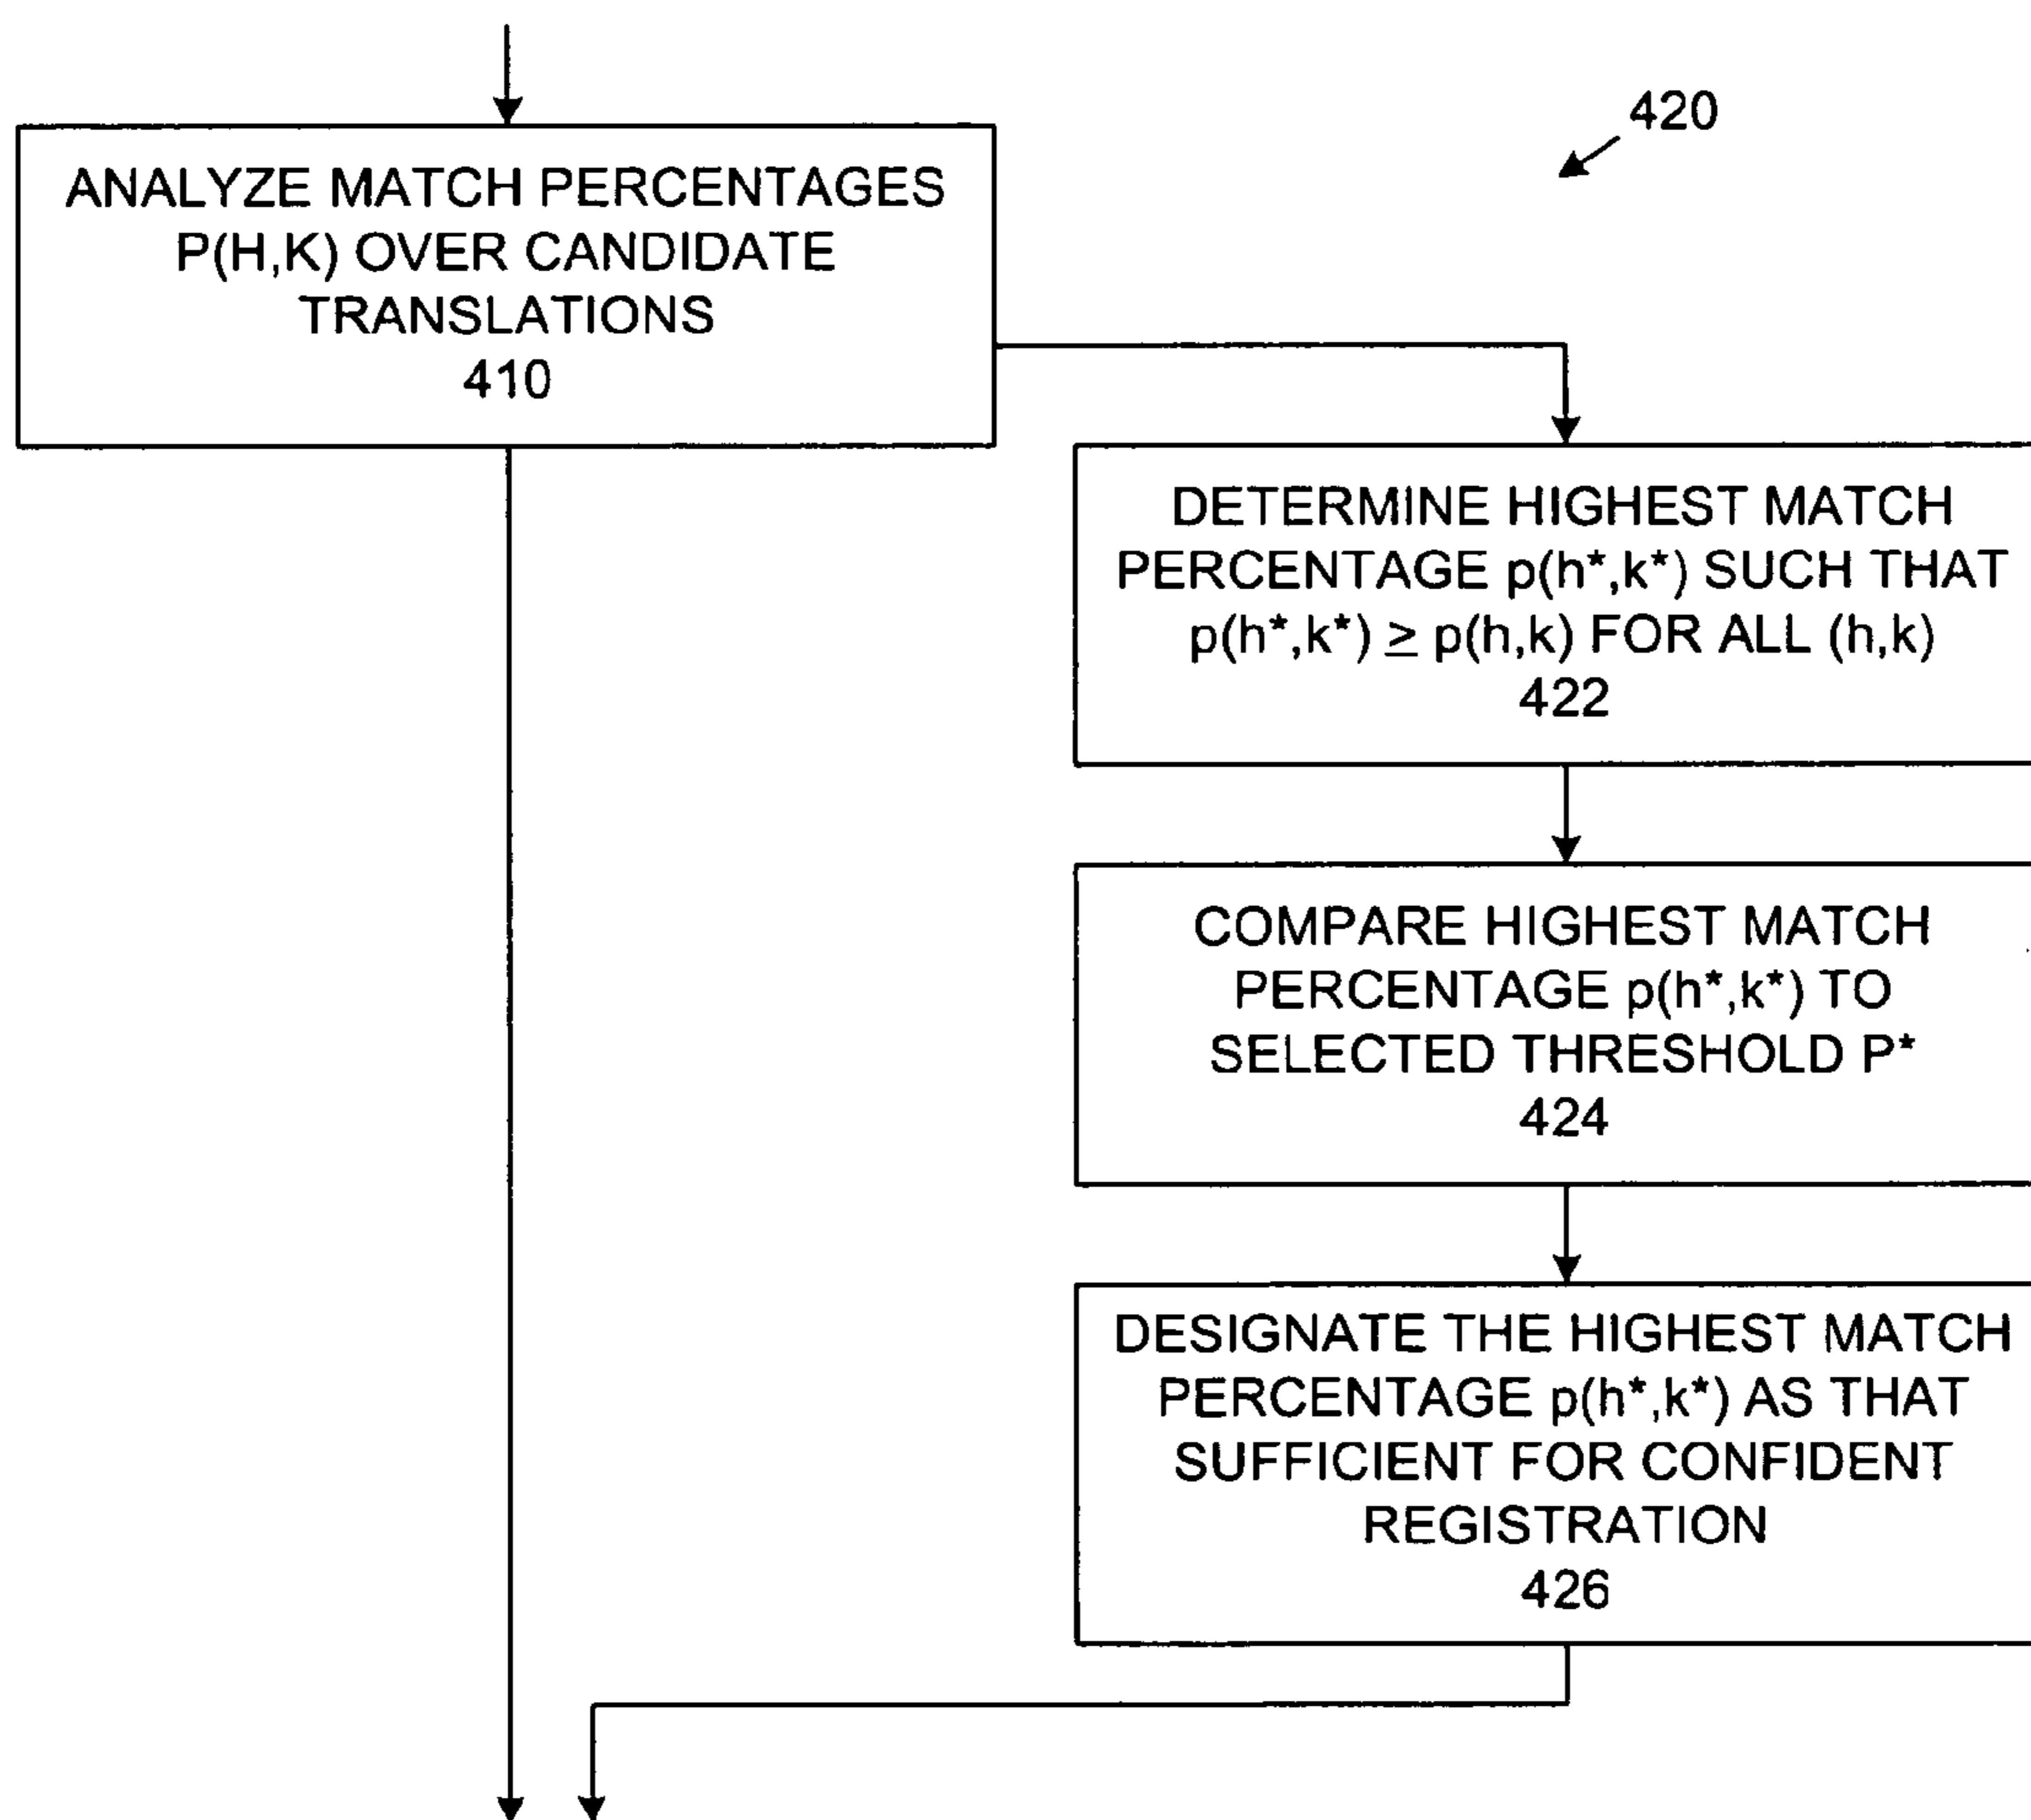 420
ANALYZE MATCH PERCENTAGES
P(H,K) OVER CANDIDATE
TRANSLATIONS
410
DETERMINE HIGHEST MATCH
PERCENTAGE p(h*,k*) SUCH THAT
p(h*,k*) ≥ p(h,k) FOR ALL (h,k)
422
COMPARE HIGHEST MATCH
PERCENTAGE p(h*,k*) TO
SELECTED THRESHOLD P*
424
DESIGNATE THE HIGHEST MATCH
PERCENTAGE p(h*,k*) AS THAT
SUFFICIENT FOR CONFIDENT
REGISTRATION
426